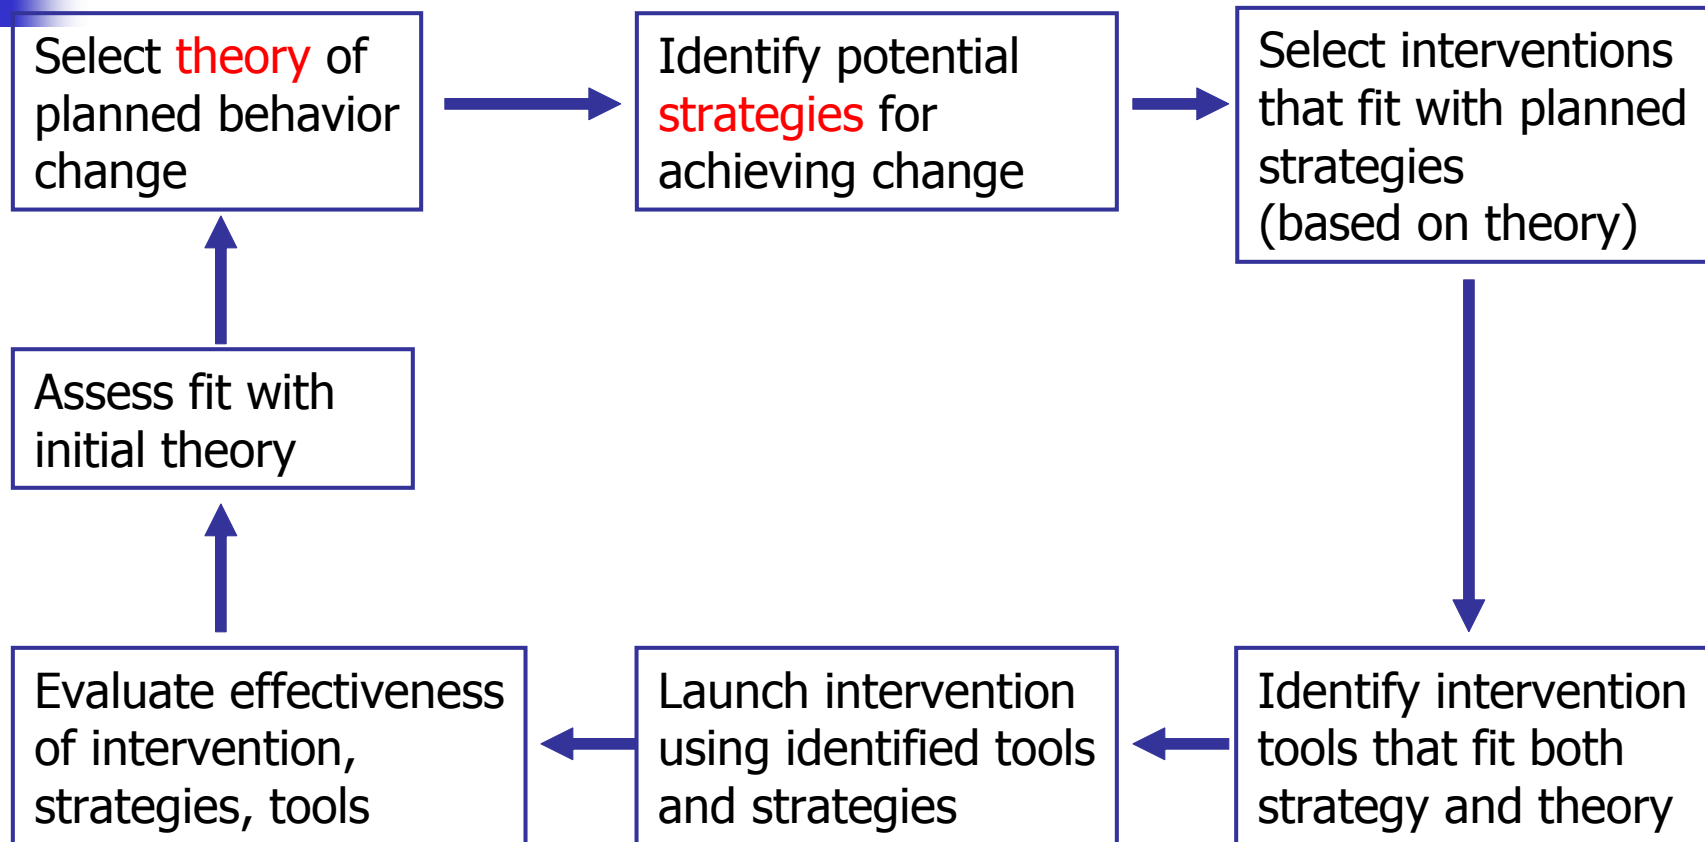 Select theory of
planned behavior
change
Identify potential
strategies for
achieving change
Select interventions
that fit with planned
strategies
(based on theory)
Identify intervention
tools that fit both
strategy and theory
Launch intervention
using identified tools
and strategies
Evaluate effectiveness
of intervention,
strategies, tools
Assess fit with
initial theory